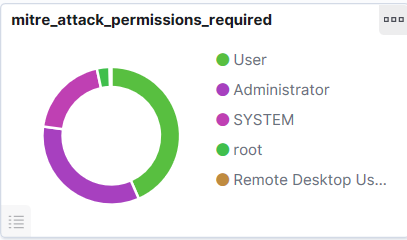 mitre_attack_permissions_required
User
Administrator
SYSTEM
root
Remote Desktop Us...